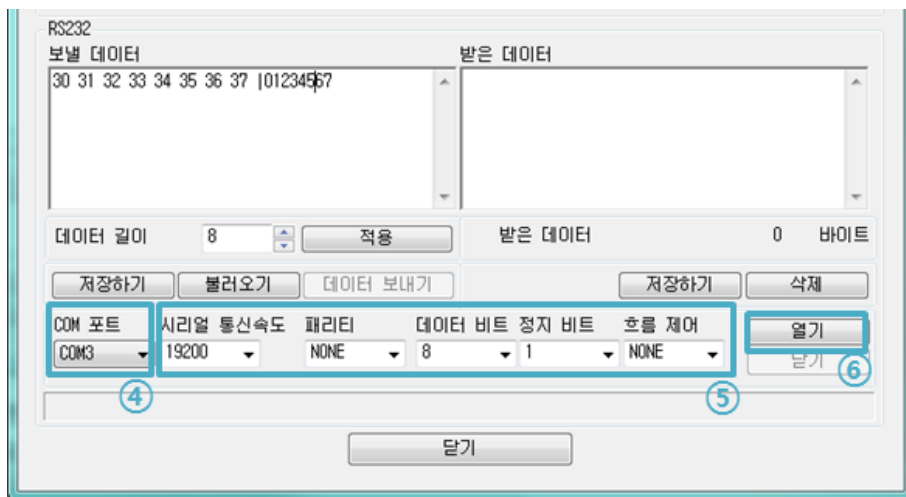 RS232
보낼 데이터 받은 데이터
30 31 32 33 34 35 36 37 |01234567
데이터 길이 8 적용 받은 데이터 0 바이트
저장하기 불러오기 데이터 보내기 저장하기 삭제
COM 포트 시리얼 통신속도 패리티 데이터 비트 정지 비트 흐름 제어 열기
COM3 19200 NONE 8 1 NONE 닫기
④ ⑤ ⑥
닫기